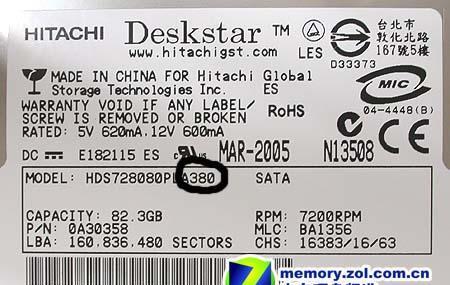 HITACHI Deskstar ™
www.hitachigst.com
LES
D33373
台北市
敦化北路
167號5樓
MADE IN CHINA FOR Hitachi Global
Storage Technologies Inc. ES
WARRANTY VOID IF ANY LABEL/
SCREW IS REMOVED OR BROKEN
RoHS
MIC
04-4448(B)
RATED: 5V 620mA.12V 600mA
DC E182115 ES US MAR-2005 N13508 CE
MODEL: HDS728080PLA380 SATA
CAPACITY: 82.3GB RPM: 7200RPM
P/N: 0A30358 MLC: BA1356
LBA: 160.836.480 SECTORS CHS: 16383/16/63
Z memory.zol.com.cn